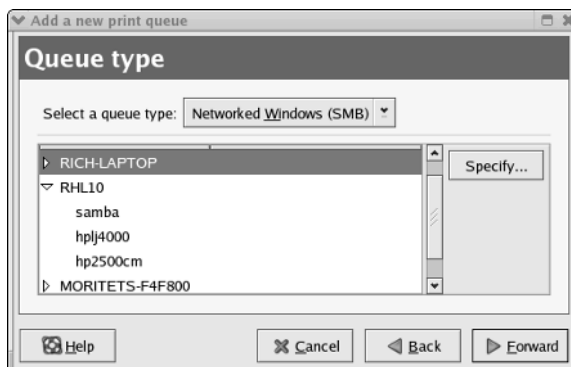 Add a new print queue
Queue type
Select a queue type: Networked Windows (SMB)
RICH-LAPTOP
Specify...
RHL10
samba
hplj4000
hp2500cm
MORITETS-F4F800
Help Cancel Back Forward